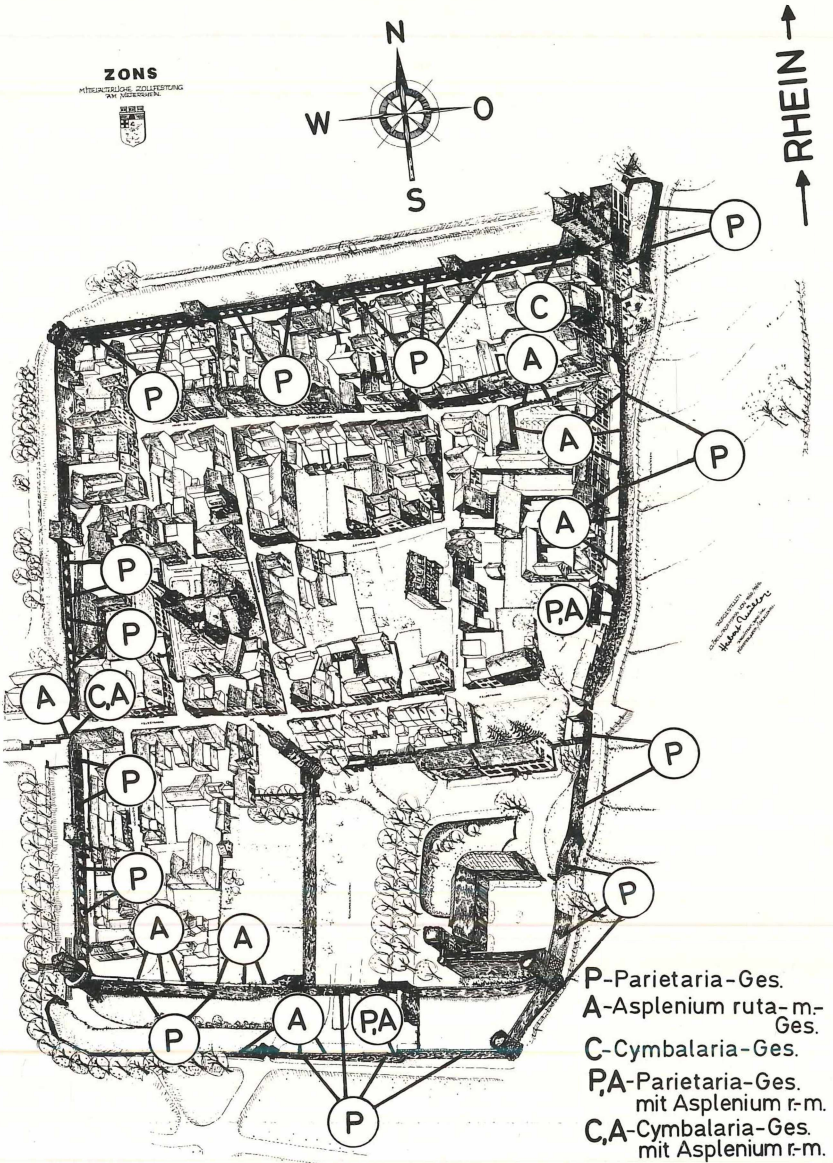 ZONS
MITTELALTERLICHE ZOLLFESTUNG
AM NIEDERRHEIN
N
W
O
S
RHEIN
P
C
P
P
P
A
A
P
A
P
P,A
P
A
C,A
P
P
P
P
A
A
P
A
P,A
P
P-Parietaria-Ges.
A-Asplenium ruta-m.-
Ges.
C-Cymbalaria-Ges.
P,A-Parietaria-Ges.
mit Asplenium r.-m.
C,A-Cymbalaria-Ges.
mit Asplenium r.-m.